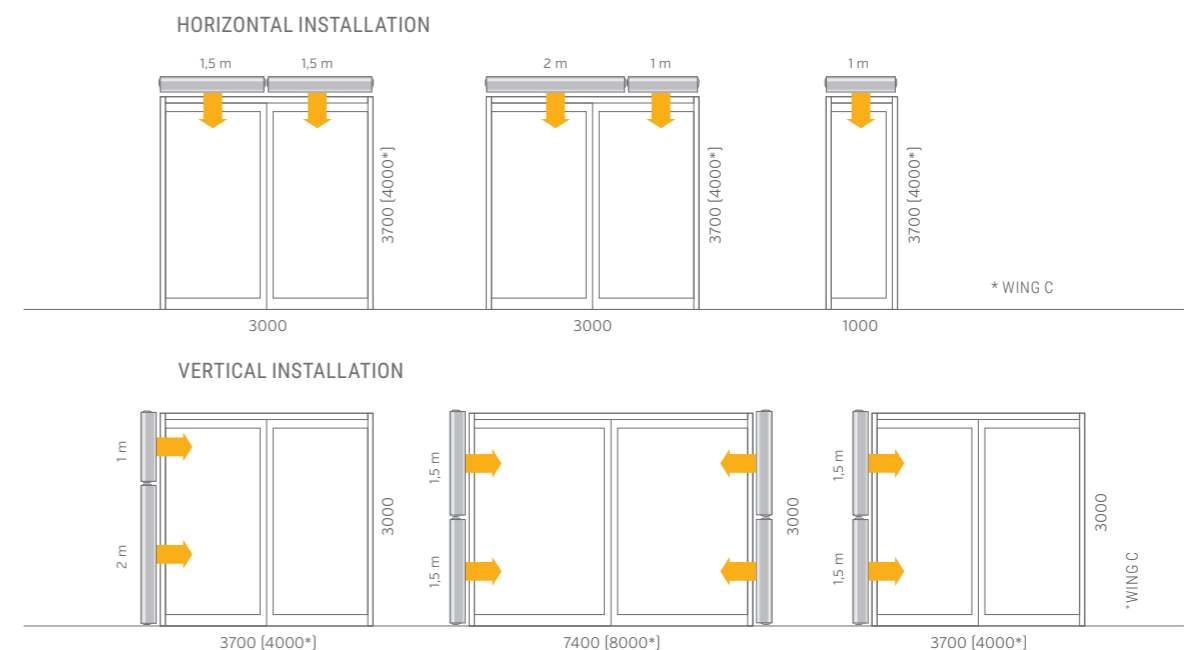 HORIZONTAL INSTALLATION
1,5 m 1,5 m 2 m 1 m 1 m
3700 (4000*) 3700 (4000*) 3700 (4000*)
* WING C
3000 3000 1000
VERTICAL INSTALLATION
1 m 1,5 m 1,5 m
3000 3000 3000
2 m 1,5 m 1,5 m
*WING C
3700 (4000*) 7400 (8000*) 3700 (4000*)